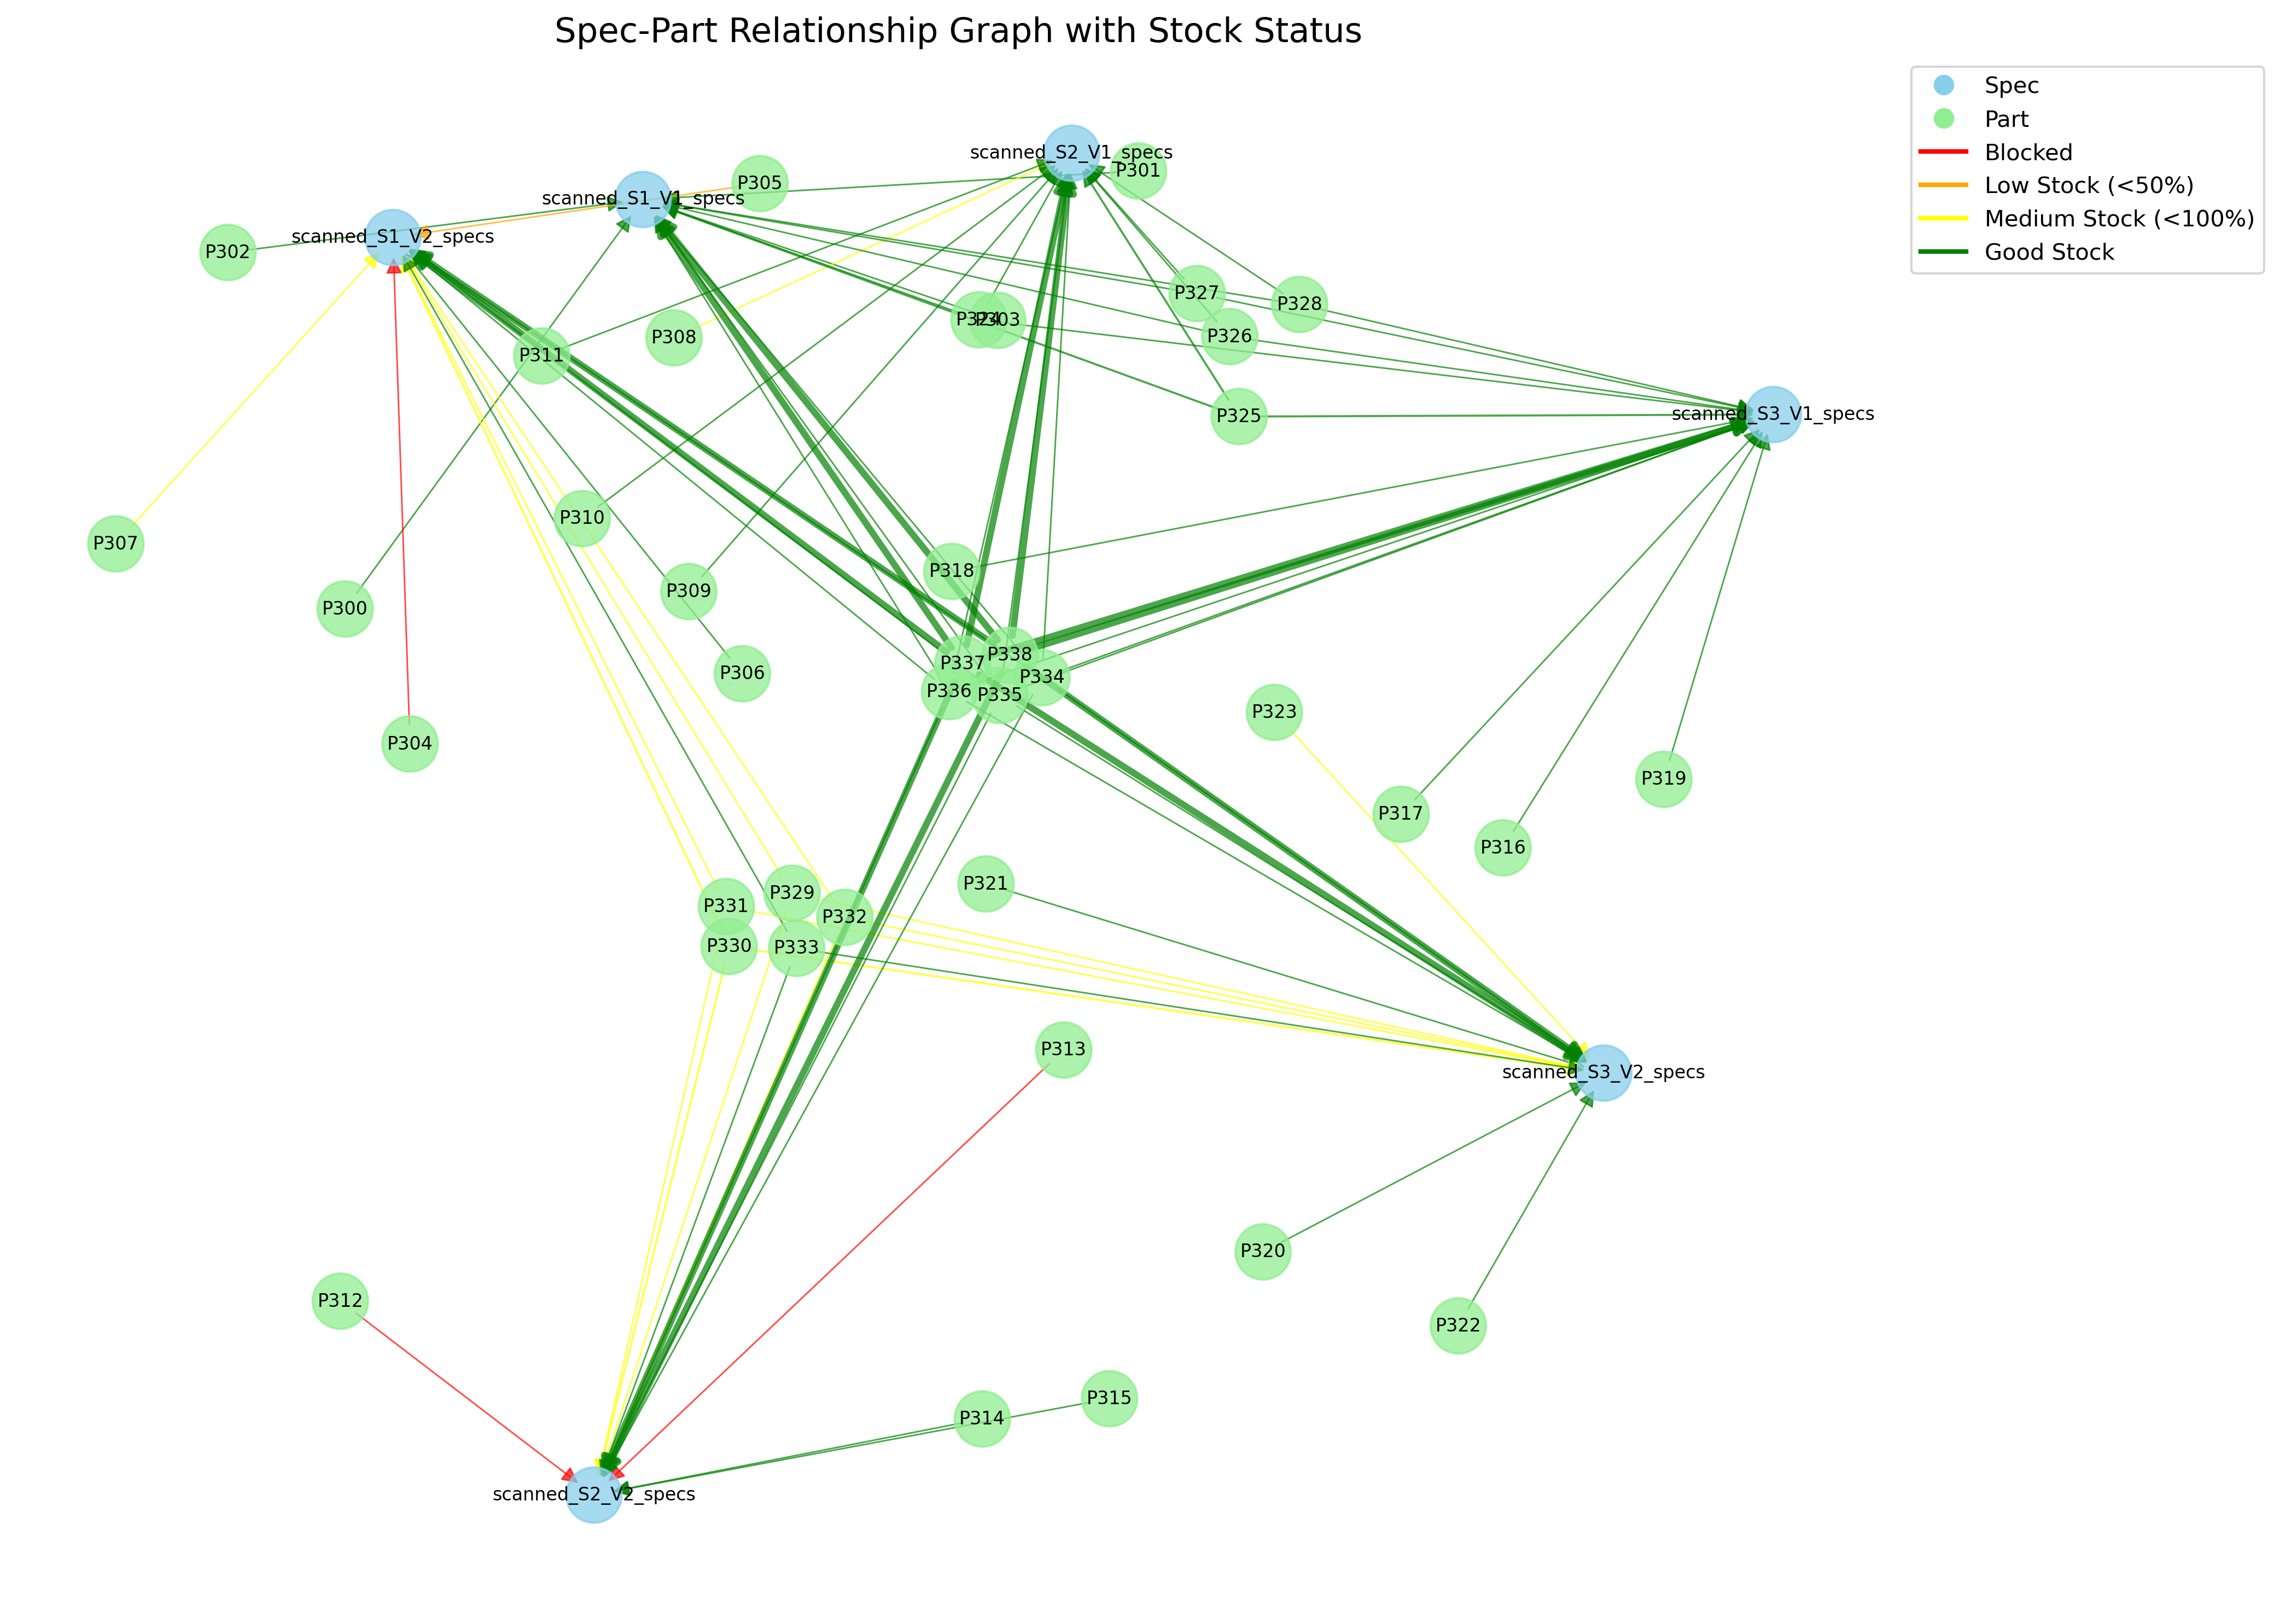 Spec-Part Relationship Graph with Stock Status
Spec
Part
Blocked
Low Stock (<50%)
Medium Stock (<100%)
Good Stock
scanned_S2_V1_specs
P301
P305
scanned_S1_V1_specs
scanned_S1_V2_specs
P302
P327
P328
P324
P303
P326
P308
P311
scanned_S3_V1_specs
P325
P310
P307
P318
P309
P300
P338
P337
P306
P334
P336
P335
P323
P304
P319
P317
P316
P321
P329
P331
P332
P330
P333
P313
scanned_S3_V2_specs
P320
P312
P322
P315
P314
scanned_S2_V2_specs